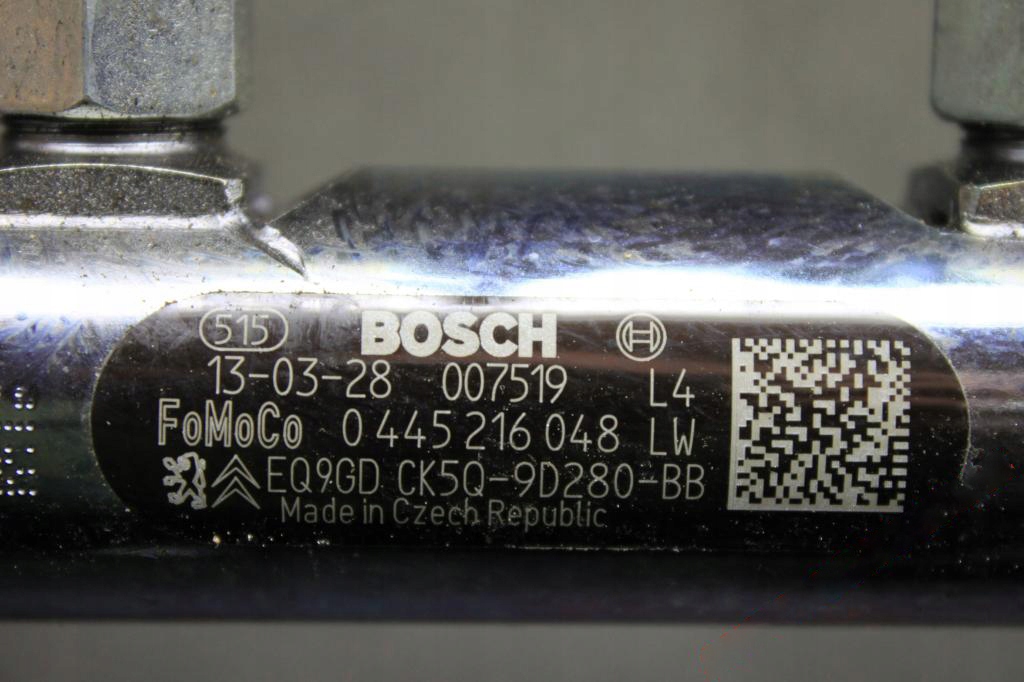 515 BOSCH
13-03-28 007519 L4
FoMoCo 0 445 216 048 LW
EQ9GD CK5Q-9D280-BB
Made in Czech Republic